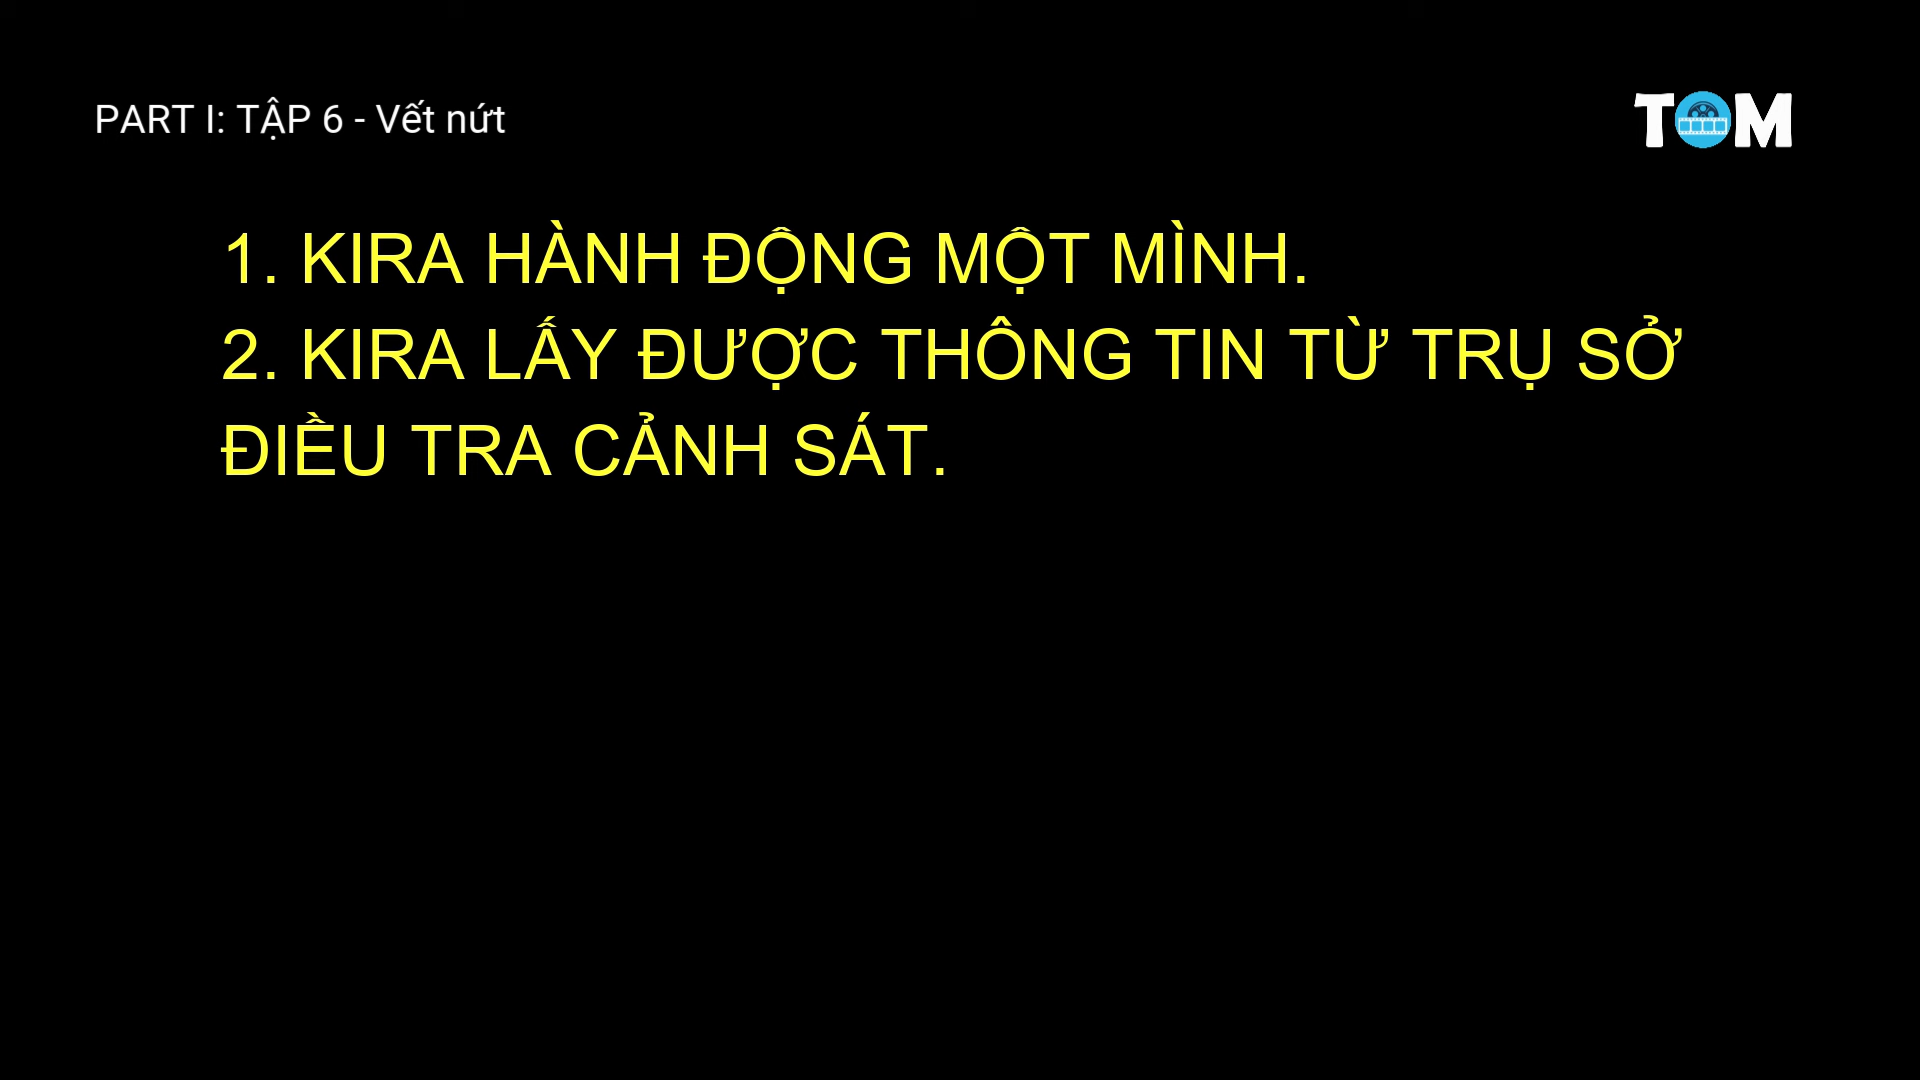 PART I: TẬP 6 - Vết nứt
TOM
1. KIRA HÀNH ĐỘNG MỘT MÌNH.
2. KIRA LẤY ĐƯỢC THÔNG TIN TỪ TRỤ SỞ
ĐIỀU TRA CẢNH SÁT.